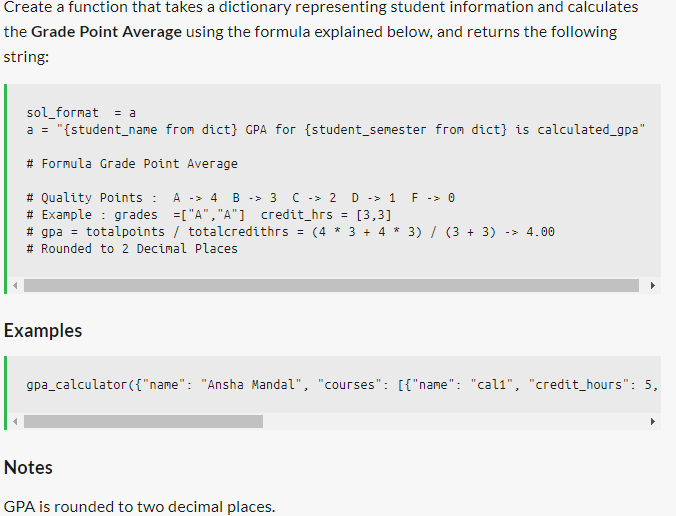 Create a function that takes a dictionary representing student information and calculates
the Grade Point Average using the formula explained below, and returns the following
string:
sol_format  = a
a = "{student_name from dict} GPA for {student_semester from dict} is calculated_gpa"
# Formula Grade Point Average
# Quality Points :  A -> 4  B -> 3  C -> 2  D -> 1  F -> 0
# Example : grades  =["A","A"]  credit_hrs = [3,3]
# gpa = totalpoints / totalcredithrs = (4 * 3 + 4 * 3) / (3 + 3) -> 4.00
# Rounded to 2 Decimal Places
Examples
gpa_calculator({"name": "Ansha Mandal", "courses": [{"name": "cal1", "credit_hours": 5,
Notes
GPA is rounded to two decimal places.